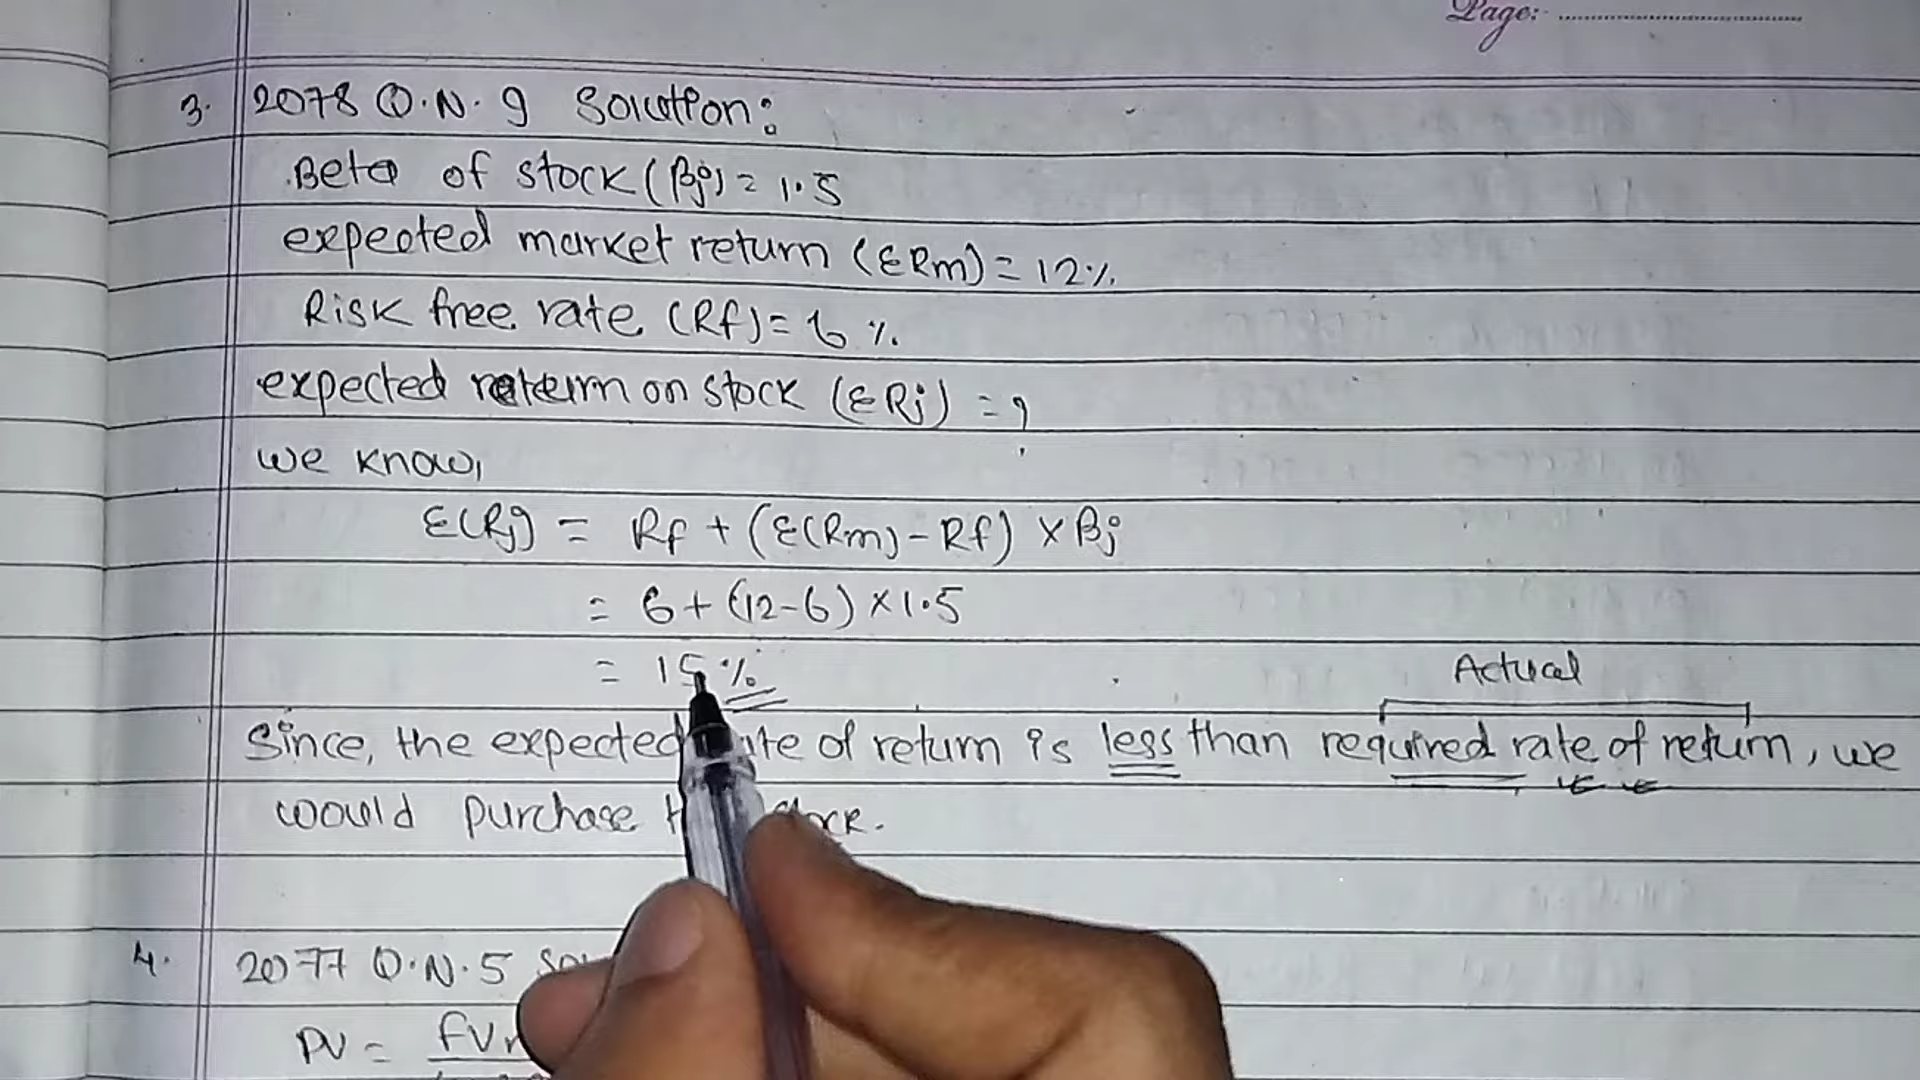 Page: ..............................
3. 2078 Q.N. 9 Solution:
Beta of stock (βj) = 1.5
expected market return (ERm) = 12%
Risk free rate (Rf) = 6%
expected return on stock (ERj) = ?
we know,
E(Rj) = Rf + (E(Rm) - Rf) × βj
= 6 + (12-6) × 1.5
= 15%
Actual
Since, the expected rate of return is less than required rate of return, we
would purchase stock.
4. 2077 Q.N. 5
PV = FV